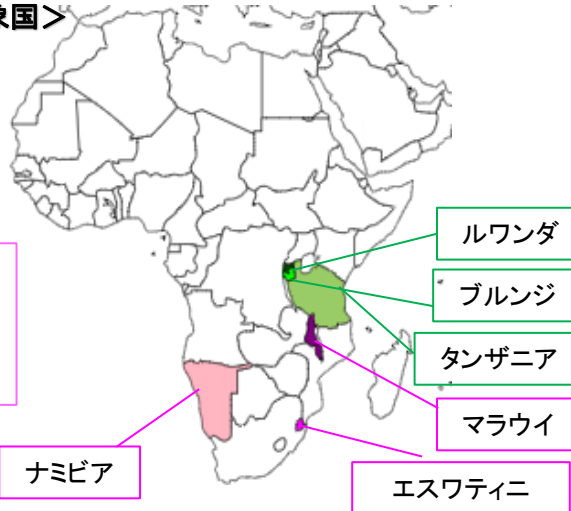 象国＞
ルワンダ
ブルンジ
タンザニア
マラウイ
ナミビア
エスワティニ